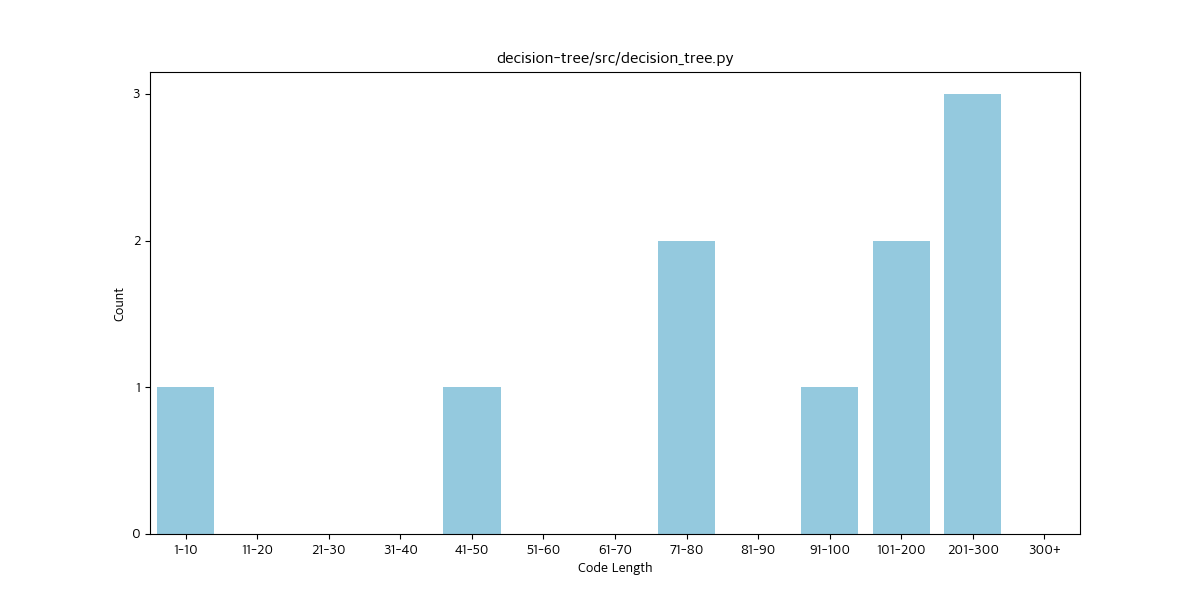 decision-tree/src/decision_tree.py
3
2
1
0
Count
1-10 11-20 21-30 31-40 41-50 51-60 61-70 71-80 81-90 91-100 101-200 201-300 300+
Code Length